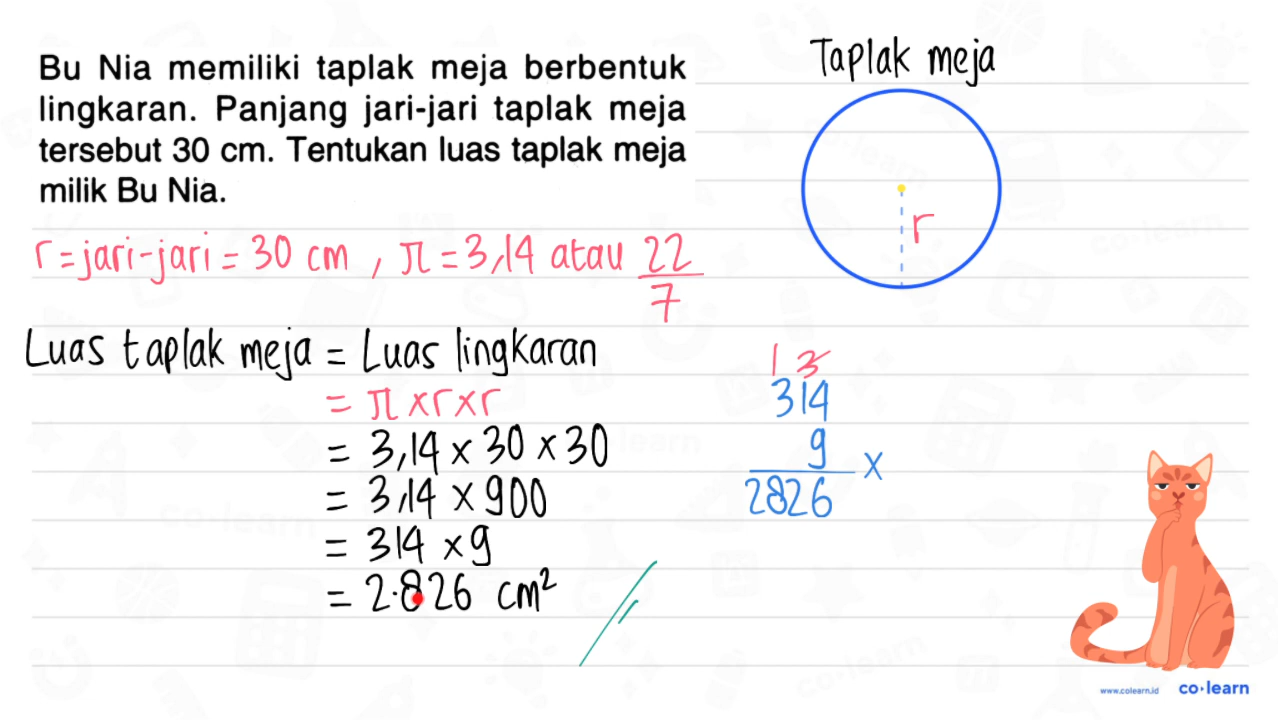 Bu Nia memiliki taplak meja berbentuk
lingkaran. Panjang jari-jari taplak meja
tersebut 30 cm. Tentukan luas taplak meja
milik Bu Nia.
Taplak meja
r
r = jari-jari = 30 cm , π = 3,14 atau 22/7
Luas taplak meja = Luas lingkaran
= π x r x r
= 3,14 x 30 x 30
= 3,14 x 900
= 314 x 9
= 2.826 cm²
1 3
314
9 x
2826
www.colearn.id co·learn